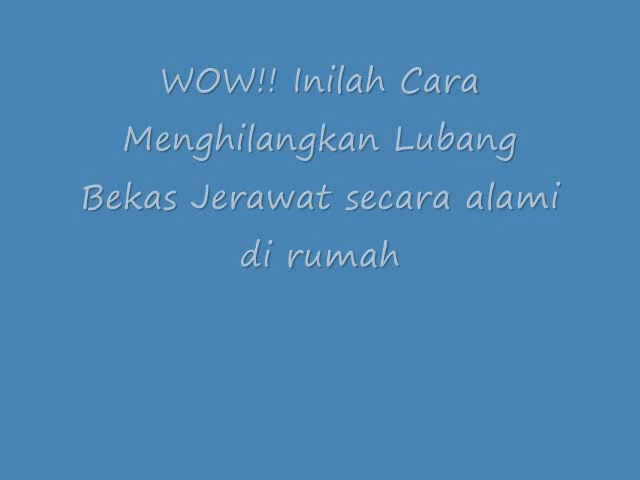 WOW!! Inilah Cara
Menghilangkan Lubang
Bekas Jerawat secara alami
di rumah